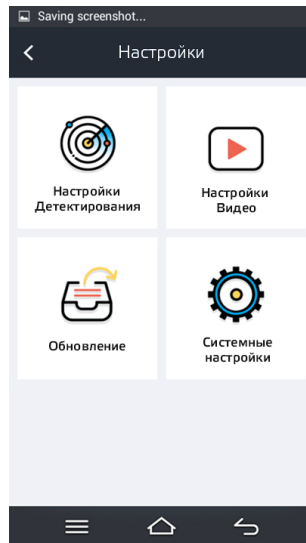 Saving screenshot...
Настройки
Настройки
Детектирования
Настройки
Видео
Обновление
Системные
настройки